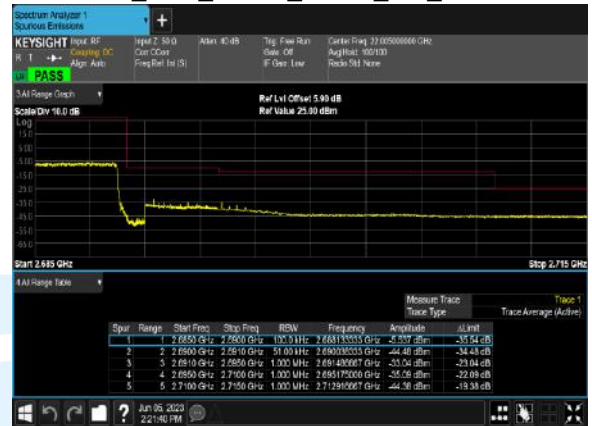 Spectrum Analyzer 1
Spurious Emissions
+
KEYSIGHT Input: RF Input Z: 50 Ω Atten: 40 dB Trig: Free Run Center Freq: 22.005000000 GHz
R T Coupling: DC Corr CCorr Gate: Off Avg|Hold: 100/100
Align: Auto Freq Ref: Int (S) IF Gain: Low Radio Std: None
PASS
3 All Range Graph
Ref Lvl Offset 5.90 dB
Scale/Div 10.0 dB Ref Value 25.00 dBm
Log
15.0
5.00
-5.00
-15.0
-25.0
-35.0
-45.0
-55.0
-65.0
Start 2.685 GHz Stop 2.715 GHz
4 All Range Table
Measure Trace Trace 1
Trace Type Trace Average (Active)
Spur Range Start Freq Stop Freq RBW Frequency Amplitude ΔLimit
1 1 2.6850 GHz 2.6900 GHz 100.0 kHz 2.688133333 GHz -5.537 dBm -35.54 dB
2 2 2.6900 GHz 2.6910 GHz 51.00 kHz 2.690036333 GHz -44.48 dBm -34.48 dB
3 3 2.6910 GHz 2.6950 GHz 1.000 MHz 2.691486667 GHz -33.04 dBm -23.04 dB
4 4 2.6950 GHz 2.7100 GHz 1.000 MHz 2.695175000 GHz -35.09 dBm -22.09 dB
5 5 2.7100 GHz 2.7150 GHz 1.000 MHz 2.712916667 GHz -44.38 dBm -19.38 dB
?
Jun 05, 2023
2:21:40 PM